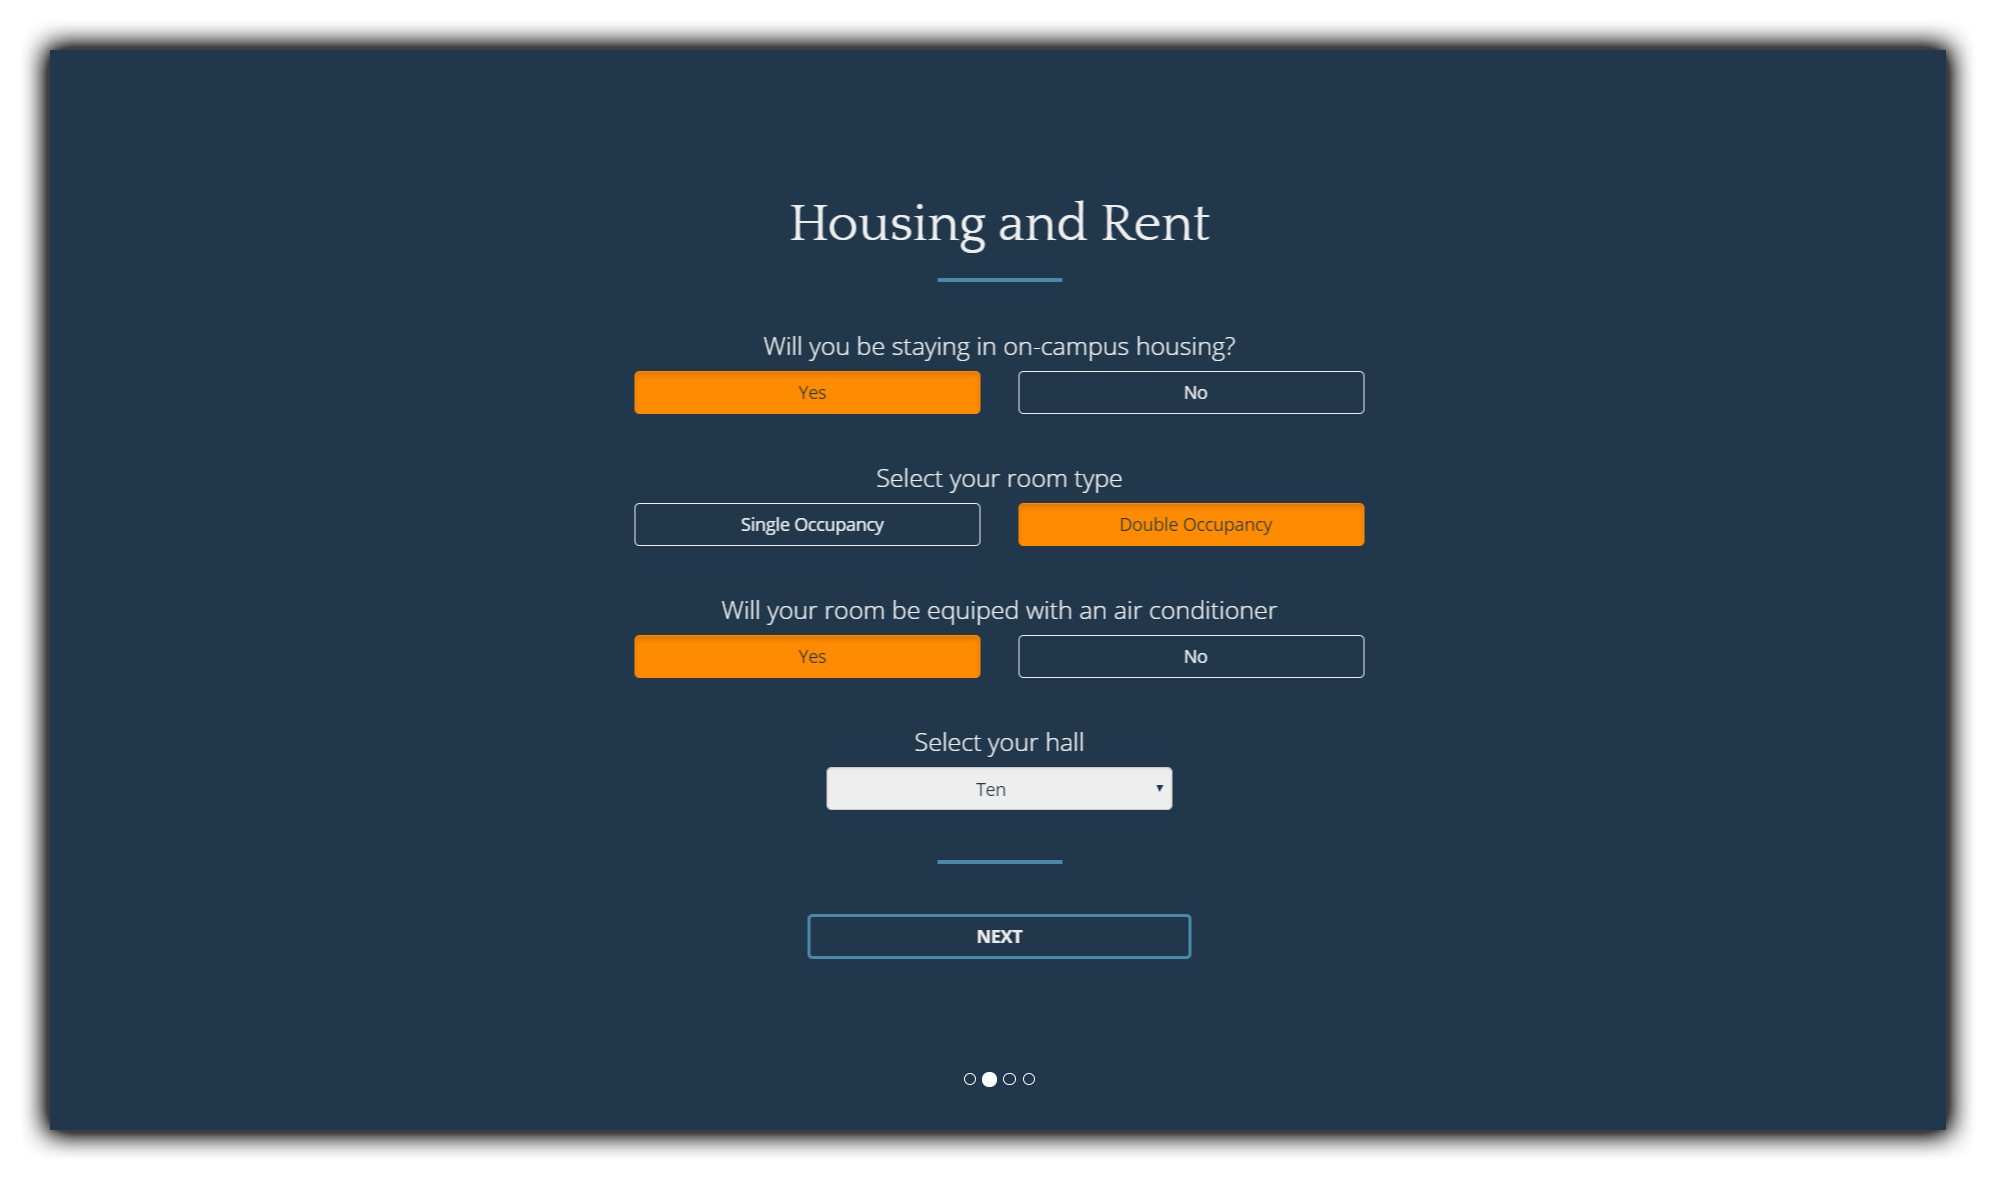 Housing and Rent
Will you be staying in on-campus housing?
Yes No
Select your room type
Single Occupancy Double Occupancy
Will your room be equiped with an air conditioner
Yes No
Select your hall
Ten
NEXT